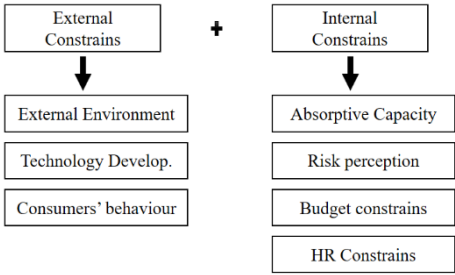 External
Constrains
+
Internal
Constrains
External Environment
Absorptive Capacity
Technology Develop.
Risk perception
Consumers’ behaviour
Budget constrains
HR Constrains